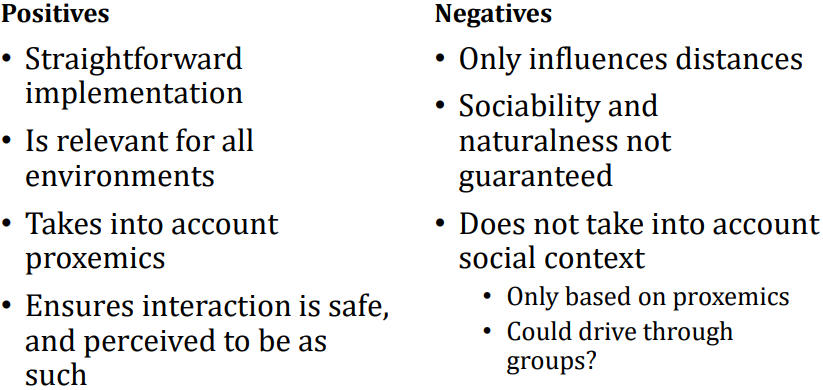 Positives
• Straightforward
implementation
• Is relevant for all
environments
• Takes into account
proxemics
• Ensures interaction is safe,
and perceived to be as
such
Negatives
• Only influences distances
• Sociability and
naturalness not
guaranteed
• Does not take into account
social context
• Only based on proxemics
• Could drive through
groups?